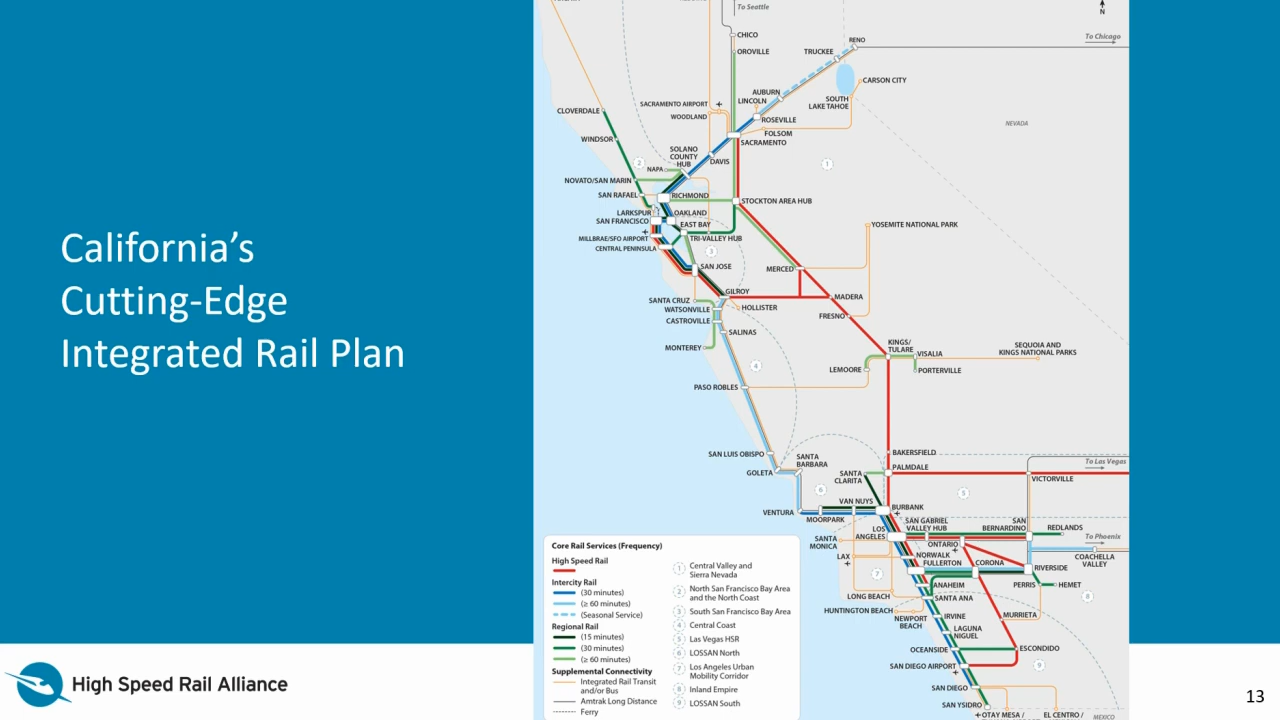 California's
Cutting-Edge
Integrated Rail Plan
To Seattle
N
CHICO
OROVILLE
TRUCKEE
RENO
To Chicago
CARSON CITY
AUBURN
LINCOLN
SOUTH
LAKE TAHOE
SACRAMENTO AIRPORT
WOODLAND
ROSEVILLE
FOLSOM
SACRAMENTO
NEVADA
CLOVERDALE
WINDSOR
SOLANO
COUNTY
HUB
DAVIS
2
1
NAPA
NOVATO/SAN MARIN
SAN RAFAEL
RICHMOND
STOCKTON AREA HUB
LARKSPUR
OAKLAND
SAN FRANCISCO
EAST BAY
YOSEMITE NATIONAL PARK
MILLBRAE/SFO AIRPORT
TRI-VALLEY HUB
CENTRAL PENINSULA
3
SAN JOSE
MERCED
GILROY
MADERA
SANTA CRUZ
WATSONVILLE
HOLLISTER
CASTROVILLE
FRESNO
SALINAS
MONTEREY
KINGS/
TULARE
VISALIA
SEQUOIA AND
KINGS NATIONAL PARKS
4
LEMOORE
PORTERVILLE
PASO ROBLES
SAN LUIS OBISPO
BAKERSFIELD
SANTA
BARBARA
GOLETA
PALMDALE
To Las Vegas
SANTA
CLARITA
VICTORVILLE
6
5
VAN NUYS
BURBANK
VENTURA
MOORPARK
SAN GABRIEL
VALLEY HUB
SAN
BERNARDINO
REDLANDS
LOS
ANGELES
SANTA
MONICA
ONTARIO
To Phoenix
LAX
NORWALK
FULLERTON
CORONA
COACHELLA
VALLEY
RIVERSIDE
7
ANAHEIM
PERRIS
HEMET
LONG BEACH
SANTA ANA
8
HUNTINGTON BEACH
NEWPORT
BEACH
IRVINE
MURRIETA
LAGUNA
NIGUEL
OCEANSIDE
ESCONDIDO
SAN DIEGO AIRPORT
9
SAN DIEGO
SAN YSIDRO
OTAY MESA /
EL CENTRO /
MEXICO
Core Rail Services (Frequency)
High Speed Rail
Intercity Rail
(30 minutes)
(≥ 60 minutes)
(Seasonal Service)
Regional Rail
(15 minutes)
(30 minutes)
(≥ 60 minutes)
Supplemental Connectivity
Integrated Rail Transit
and/or Bus
Amtrak Long Distance
Ferry
1 Central Valley and
Sierra Nevada
2 North San Francisco Bay Area
and the North Coast
3 South San Francisco Bay Area
4 Central Coast
5 Las Vegas HSR
6 LOSSAN North
7 Los Angeles Urban
Mobility Corridor
8 Inland Empire
9 LOSSAN South
High Speed Rail Alliance
13